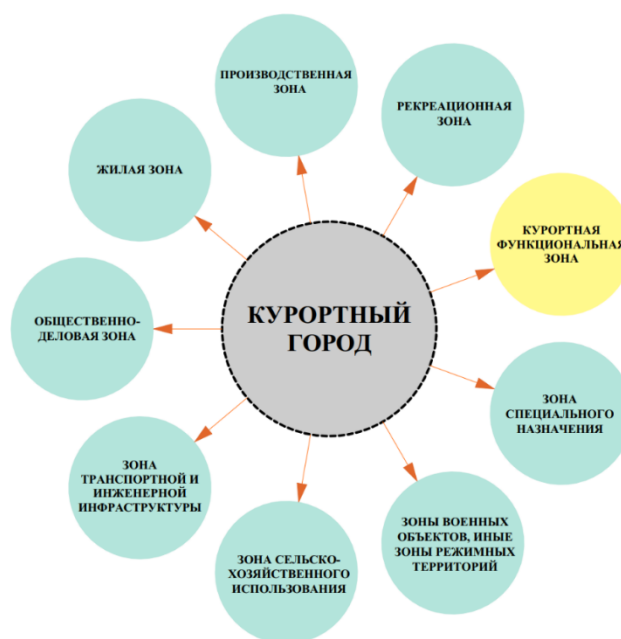 ПРОИЗВОДСТВЕННАЯ
ЗОНА
РЕКРЕАЦИОННАЯ
ЗОНА
ЖИЛАЯ ЗОНА
КУРОРТНАЯ
ФУНКЦИОНАЛЬНАЯ
ЗОНА
КУРОРТНЫЙ
ГОРОД
ОБЩЕСТВЕННО-
ДЕЛОВАЯ ЗОНА
ЗОНА
СПЕЦИАЛЬНОГО
НАЗНАЧЕНИЯ
ЗОНА
ТРАНСПОРТНОЙ И
ИНЖЕНЕРНОЙ
ИНФРАСТРУКТУРЫ
ЗОНЫ ВОЕННЫХ
ОБЪЕКТОВ, ИНЫЕ
ЗОНЫ РЕЖИМНЫХ
ТЕРРИТОРИЙ
ЗОНА СЕЛЬСКО-
ХОЗЯЙСТВЕННОГО
ИСПОЛЬЗОВАНИЯ